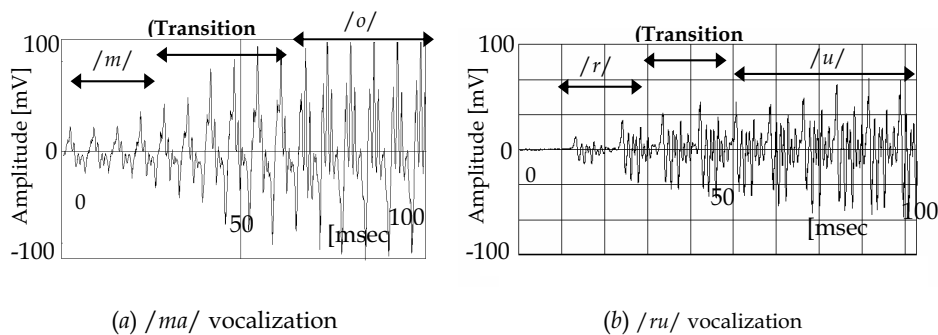 (Transition
/o/
100
/m/
Amplitude [mV]
0
0
50
100
[msec
-100
(a) /ma/ vocalization
(Transition
100
/r/
/u/
Amplitude [mV]
0
0
50
100
[msec
-100
(b) /ru/ vocalization